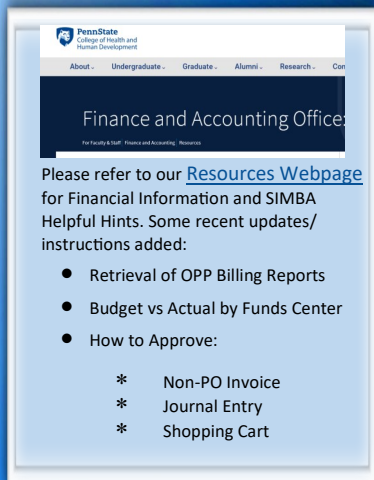 PennState
College of Health and
Human Development
About Undergraduate Graduate Alumni Research Con
Finance and Accounting Office:
For Faculty & Staff Finance and Accounting Resources
Please refer to our Resources Webpage
for Financial Information and SIMBA
Helpful Hints. Some recent updates/
instructions added:
● Retrieval of OPP Billing Reports
● Budget vs Actual by Funds Center
● How to Approve:
* Non-PO Invoice
* Journal Entry
* Shopping Cart